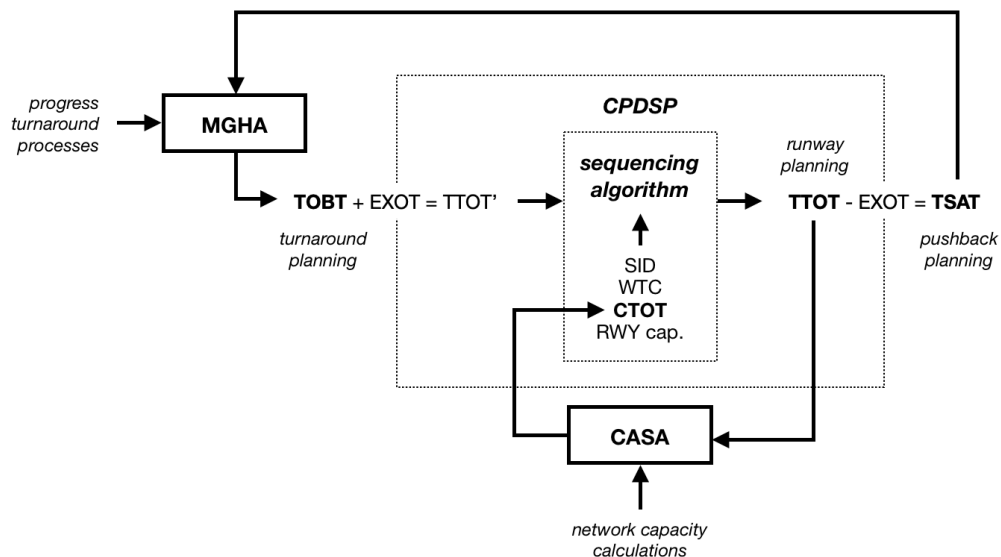 CPDSP
progress
turnaround
processes
MGHA
runway
planning
sequencing
algorithm
TOBT + EXOT = TTOT’
TTOT - EXOT = TSAT
turnaround
planning
pushback
planning
SID
WTC
CTOT
RWY cap.
CASA
network capacity
calculations